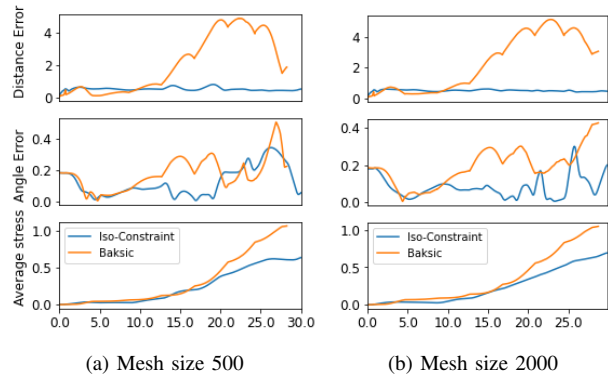 Distance Error
4
2
0
4
2
0
Angle Error
0.4
0.2
0.0
0.4
0.2
0.0
Average stress
1.0
0.5
0.0
Iso-Constraint
Baksic
1.0
0.5
0.0
Iso-Constraint
Baksic
0.0 5.0 10.0 15.0 20.0 25.0 30.0
0.0 5.0 10.0 15.0 20.0 25.0
(a) Mesh size 500
(b) Mesh size 2000